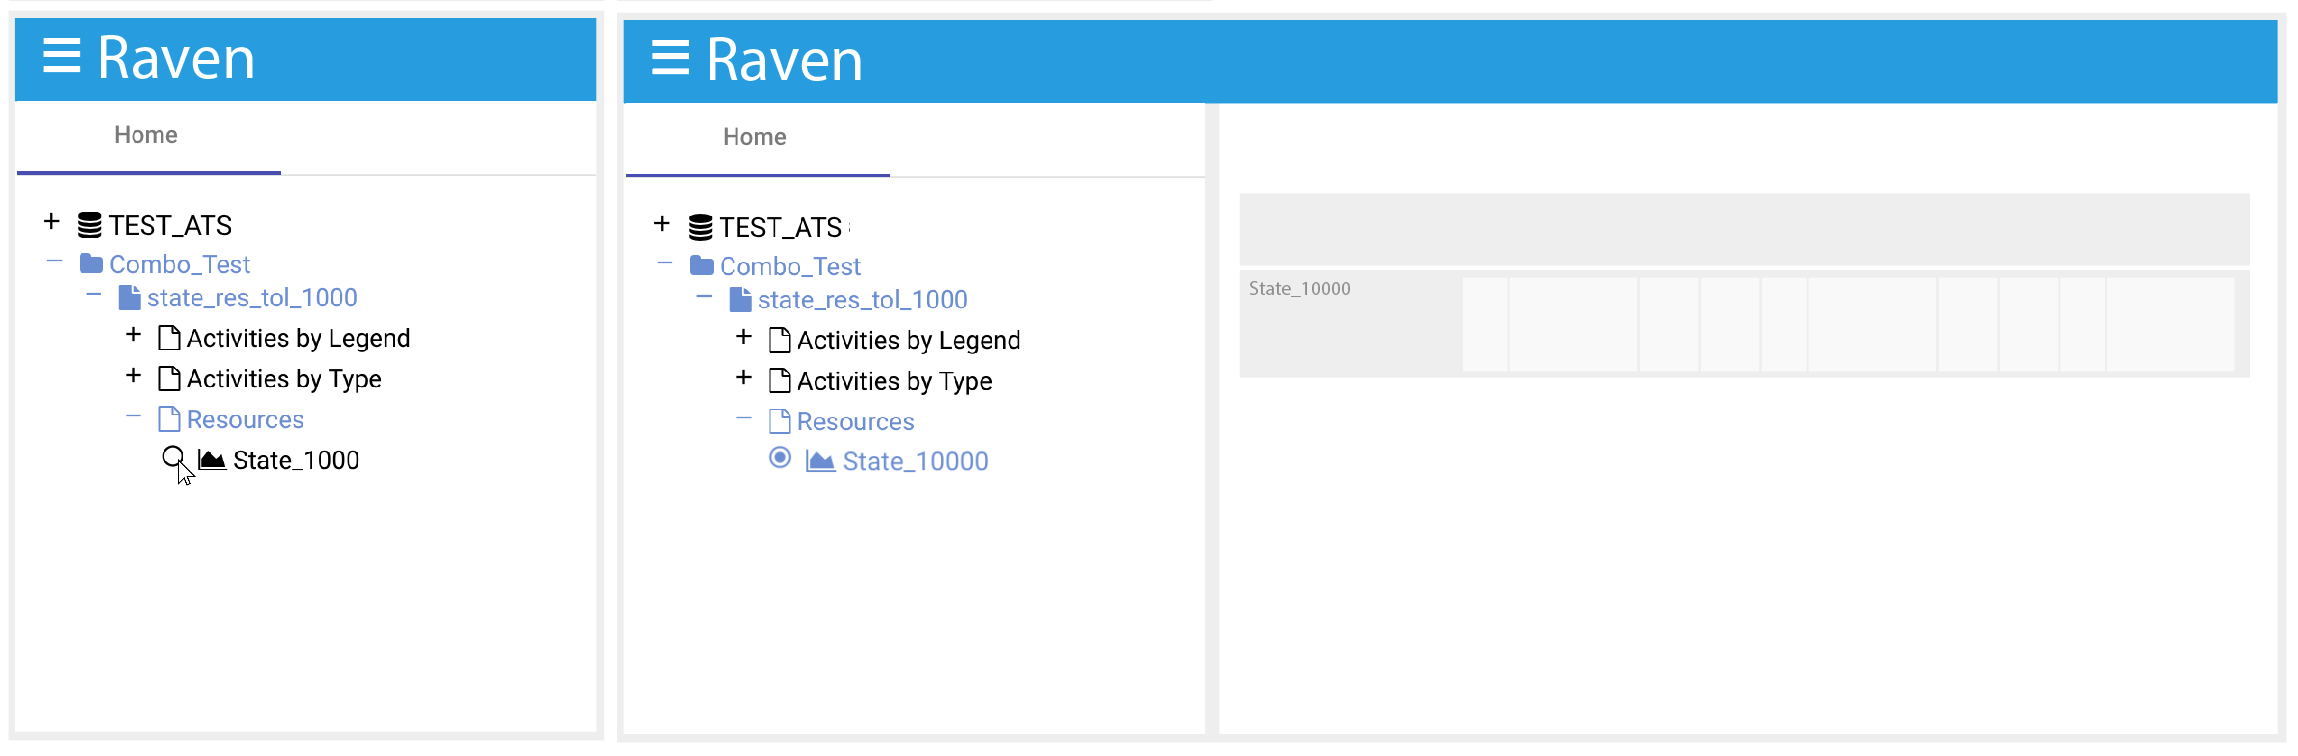 Raven
Home
+ TEST_ATS
− Combo_Test
− state_res_tol_1000
+ Activities by Legend
+ Activities by Type
− Resources
State_1000
Raven
Home
+ TEST_ATS
− Combo_Test
− state_res_tol_1000
+ Activities by Legend
+ Activities by Type
− Resources
State_10000
State_10000